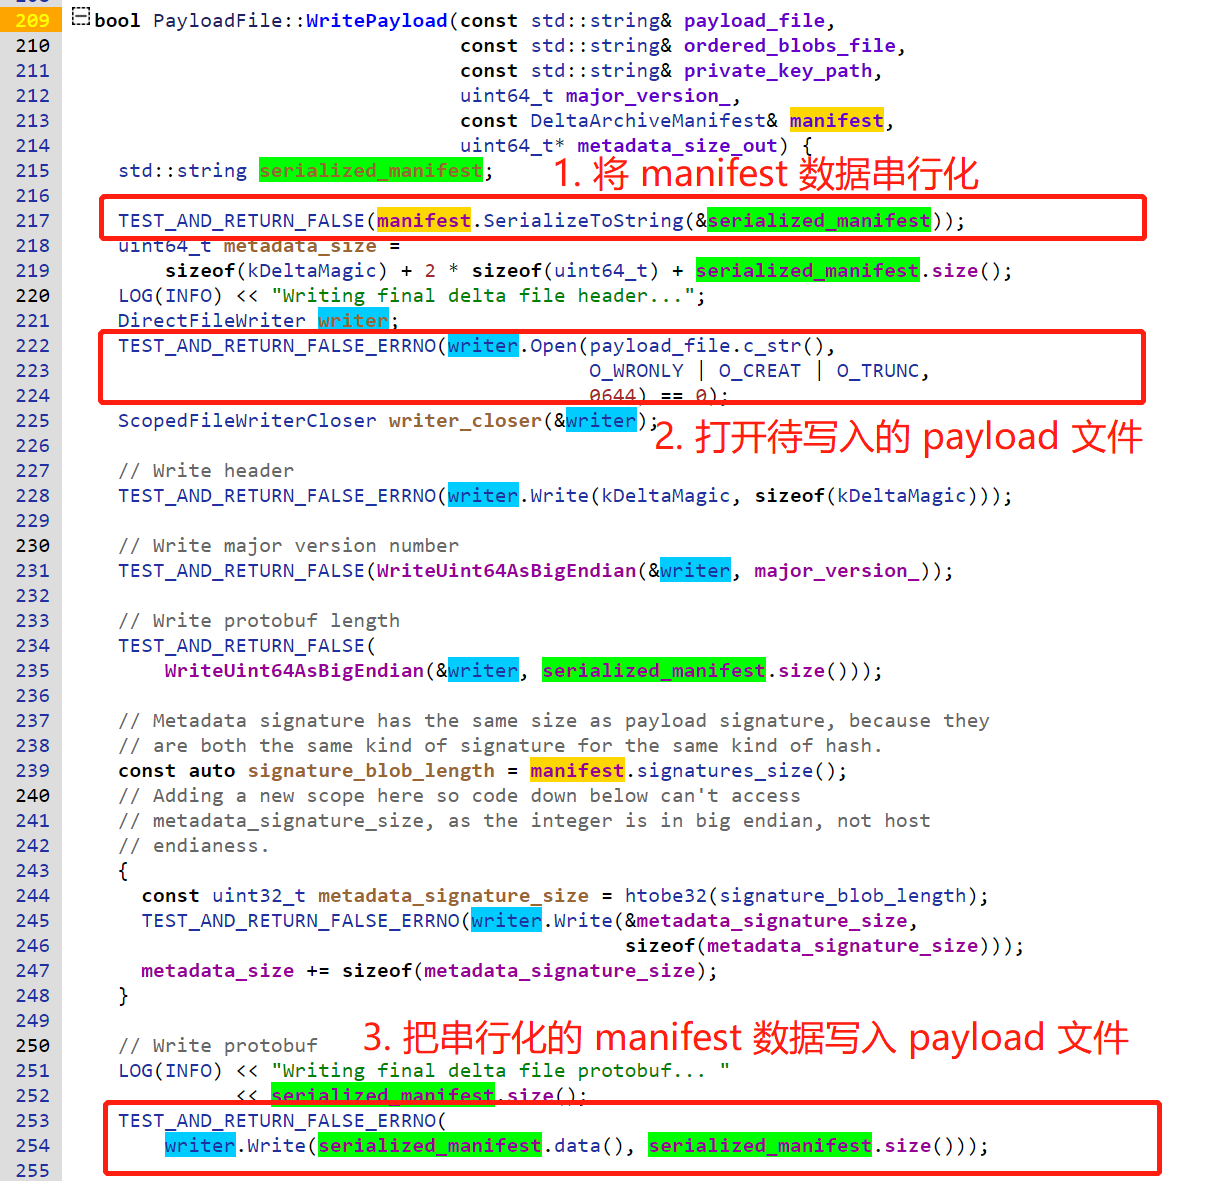 209 bool PayloadFile::WritePayload(const std::string& payload_file,
210 const std::string& ordered_blobs_file,
211 const std::string& private_key_path,
212 uint64_t major_version_,
213 const DeltaArchiveManifest& manifest,
214 uint64_t* metadata_size_out) {
215 std::string serialized_manifest;
1. 将 manifest 数据串行化
216
217 TEST_AND_RETURN_FALSE(manifest.SerializeToString(&serialized_manifest));
218 uint64_t metadata_size =
219 sizeof(kDeltaMagic) + 2 * sizeof(uint64_t) + serialized_manifest.size();
220 LOG(INFO) << "Writing final delta file header...";
221 DirectFileWriter writer;
222 TEST_AND_RETURN_FALSE_ERRNO(writer.Open(payload_file.c_str(),
223 O_WRONLY | O_CREAT | O_TRUNC,
224 0644) == 0);
225 ScopedFileWriterCloser writer_closer(&writer);
2. 打开待写入的 payload 文件
226
227 // Write header
228 TEST_AND_RETURN_FALSE_ERRNO(writer.Write(kDeltaMagic, sizeof(kDeltaMagic)));
229
230 // Write major version number
231 TEST_AND_RETURN_FALSE(WriteUint64AsBigEndian(&writer, major_version_));
232
233 // Write protobuf length
234 TEST_AND_RETURN_FALSE(
235 WriteUint64AsBigEndian(&writer, serialized_manifest.size()));
236
237 // Metadata signature has the same size as payload signature, because they
238 // are both the same kind of signature for the same kind of hash.
239 const auto signature_blob_length = manifest.signatures_size();
240 // Adding a new scope here so code down below can't access
241 // metadata_signature_size, as the integer is in big endian, not host
242 // endianess.
243 {
244 const uint32_t metadata_signature_size = htobe32(signature_blob_length);
245 TEST_AND_RETURN_FALSE_ERRNO(writer.Write(&metadata_signature_size,
246 sizeof(metadata_signature_size)));
247 metadata_size += sizeof(metadata_signature_size);
248 }
249
3. 把串行化的 manifest 数据写入 payload 文件
250 // Write protobuf
251 LOG(INFO) << "Writing final delta file protobuf... "
252 << serialized_manifest.size();
253 TEST_AND_RETURN_FALSE_ERRNO(
254 writer.Write(serialized_manifest.data(), serialized_manifest.size()));
255